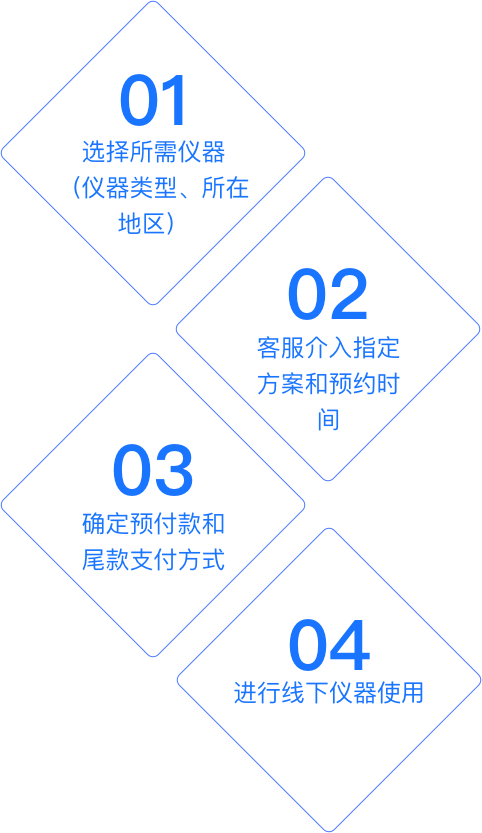 01
选择所需仪器
（仪器类型、所在
地区）
02
客服介入指定
方案和预约时
间
03
确定预付款和
尾款支付方式
04
进行线下仪器使用